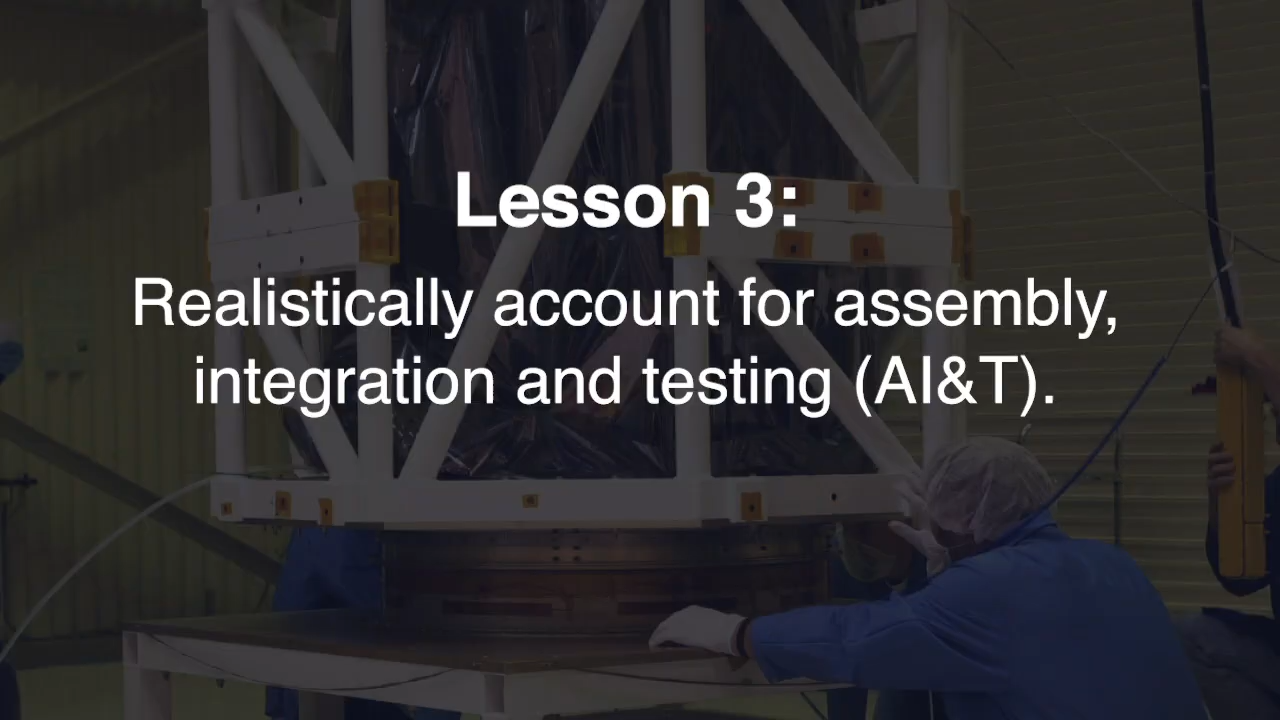 Lesson 3:
Realistically account for assembly,
integration and testing (AI&T).